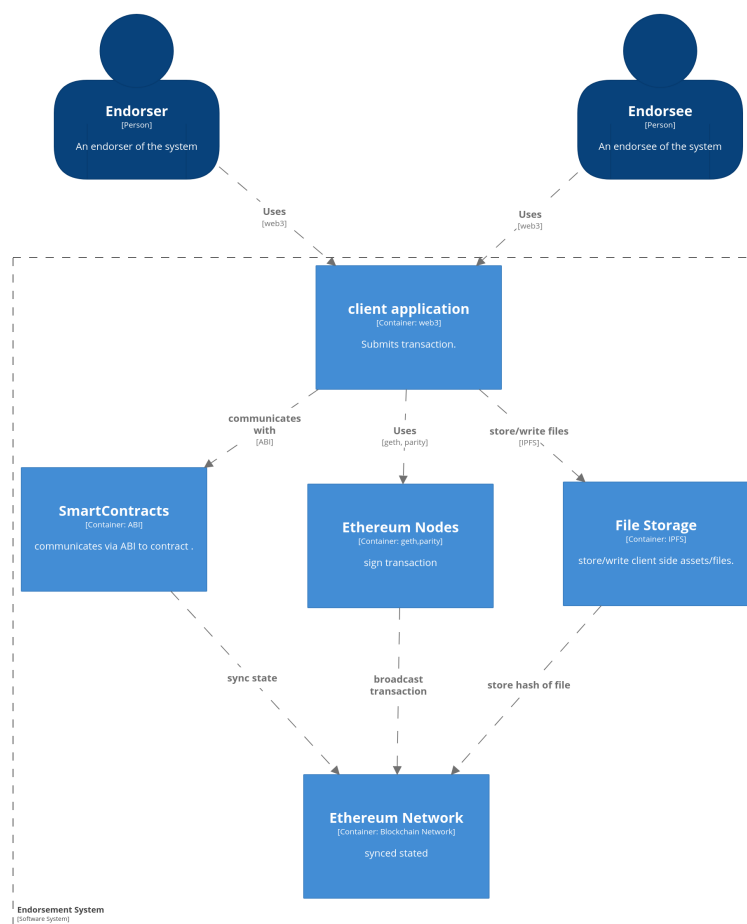 Endorser
[Person]
An endorser of the system
Endorsee
[Person]
An endorsee of the system
Uses
[web3]
Uses
[web3]
client application
[Container: web3]
Submits transaction.
communicates
with
[ABI]
Uses
[geth, parity]
store/write files
[IPFS]
SmartContracts
[Container: ABI]
communicates via ABI to contract .
Ethereum Nodes
[Container: geth,parity]
sign transaction
File Storage
[Container: IPFS]
store/write client side assets/files.
sync state
broadcast
transaction
store hash of file
Ethereum Network
[Container: Blockchain Network]
synced stated
Endorsement System
[Software System]